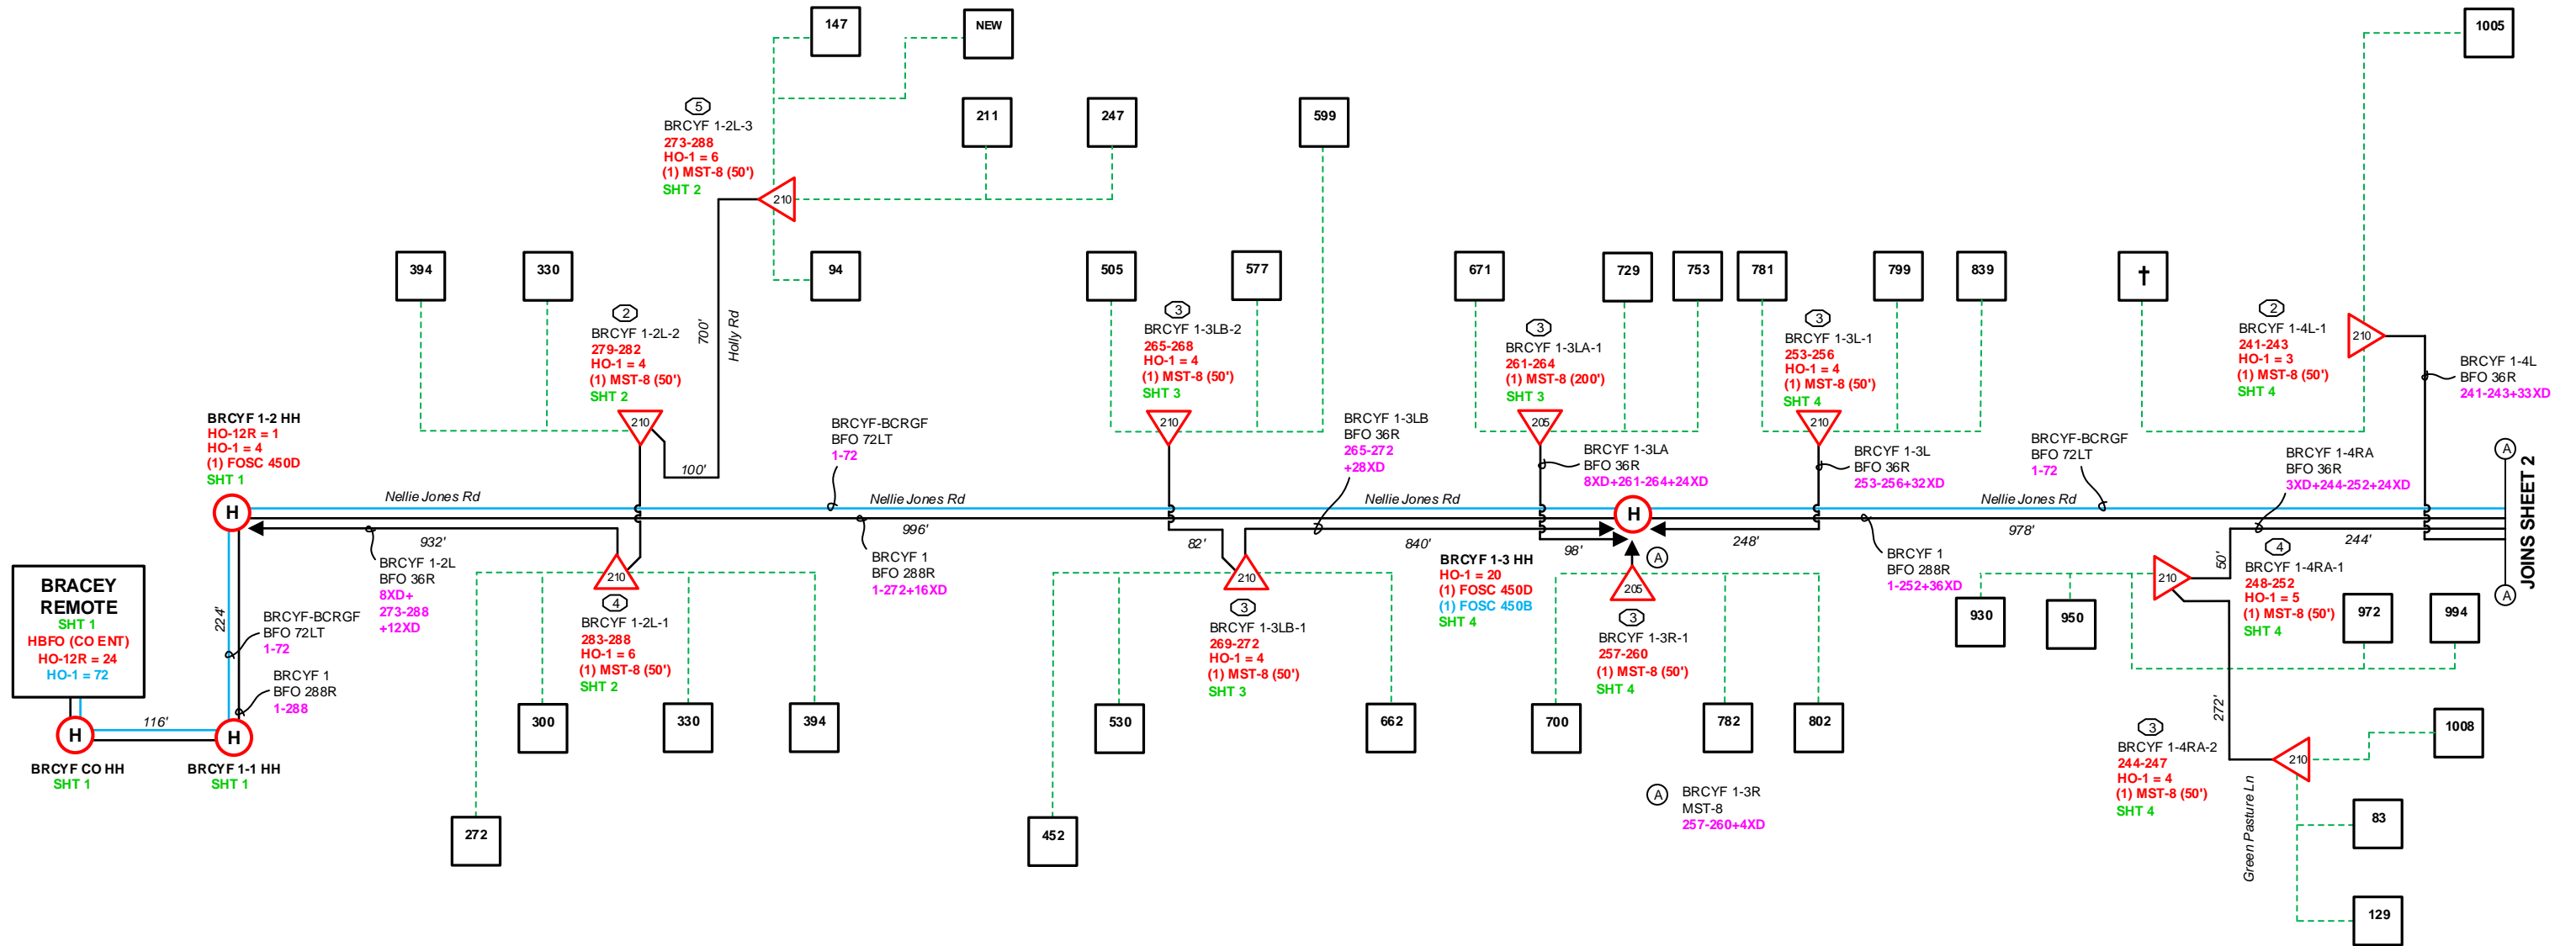 147
NEW
1005
5
BRCYF 1-2L-3
273-288
HO-1 = 6
(1) MST-8 (50')
SHT 2
210
211
247
599
94
394
330
2
BRCYF 1-2L-2
279-282
HO-1 = 4
(1) MST-8 (50')
SHT 2
210
700'
Holly Rd
100'
505
577
3
BRCYF 1-3LB-2
265-268
HO-1 = 4
(1) MST-8 (50')
SHT 3
210
671
729
753
3
BRCYF 1-3LA-1
261-264
(1) MST-8 (200')
SHT 3
205
781
799
839
3
BRCYF 1-3L-1
253-256
HO-1 = 4
(1) MST-8 (50')
SHT 4
210
✝
2
BRCYF 1-4L-1
241-243
HO-1 = 3
(1) MST-8 (50')
SHT 4
210
BRCYF 1-4L
BFO 36R
241-243+33XD
BRCYF 1-2 HH
HO-12R = 1
HO-1 = 4
(1) FOSC 450D
SHT 1
H
Nellie Jones Rd
BRCYF-BCRGF
BFO 72LT
1-72
Nellie Jones Rd
BRCYF 1-3LB
BFO 36R
265-272
+28XD
Nellie Jones Rd
BRCYF 1-3LA
BFO 36R
8XD+261-264+24XD
BRCYF 1-3L
BFO 36R
253-256+32XD
Nellie Jones Rd
BRCYF-BCRGF
BFO 72LT
1-72
BRCYF 1-4RA
BFO 36R
3XD+244-252+24XD
A
JOINS SHEET 2
A
932'
996'
82'
840'
98'
H
248'
978'
244'
50'
BRCYF 1-2L
BFO 36R
8XD+
273-288
+12XD
BRCYF 1
BFO 288R
1-272+16XD
BRCYF 1-3 HH
HO-1 = 20
(1) FOSC 450D
(1) FOSC 450B
SHT 4
A
BRCYF 1
BFO 288R
1-252+36XD
BRACEY
REMOTE
SHT 1
HBFO (CO ENT)
HO-12R = 24
HO-1 = 72
224'
BRCYF-BCRGF
BFO 72LT
1-72
BRCYF 1
BFO 288R
1-288
116'
H
H
BRCYF CO HH
SHT 1
BRCYF 1-1 HH
SHT 1
210
4
BRCYF 1-2L-1
283-288
HO-1 = 6
(1) MST-8 (50')
SHT 2
300
330
394
272
210
3
BRCYF 1-3LB-1
269-272
HO-1 = 4
(1) MST-8 (50')
SHT 3
530
662
452
205
3
BRCYF 1-3R-1
257-260
(1) MST-8 (50')
SHT 4
700
782
802
A
BRCYF 1-3R
MST-8
257-260+4XD
210
4
BRCYF 1-4RA-1
248-252
HO-1 = 5
(1) MST-8 (50')
SHT 4
930
950
972
994
272'
3
BRCYF 1-4RA-2
244-247
HO-1 = 4
(1) MST-8 (50')
SHT 4
210
Green Pasture Ln
1008
83
129